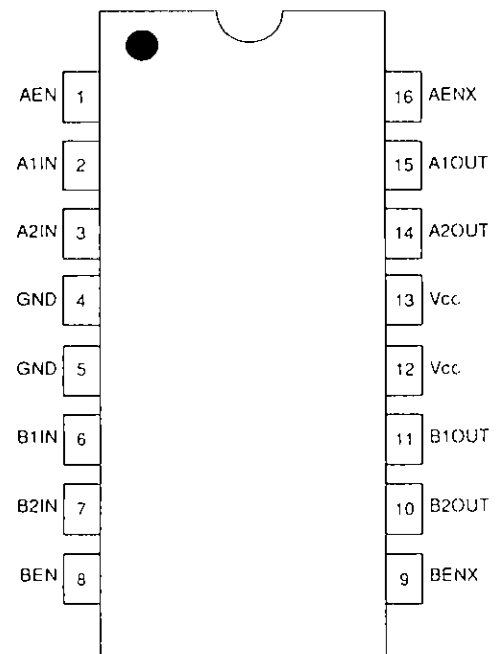 AEN 1 16 AENX
A1IN 2 15 A1OUT
A2IN 3 14 A2OUT
GND 4 13 Vcc
GND 5 12 Vcc
B1IN 6 11 B1OUT
B2IN 7 10 B2OUT
BEN 8 9 BENX